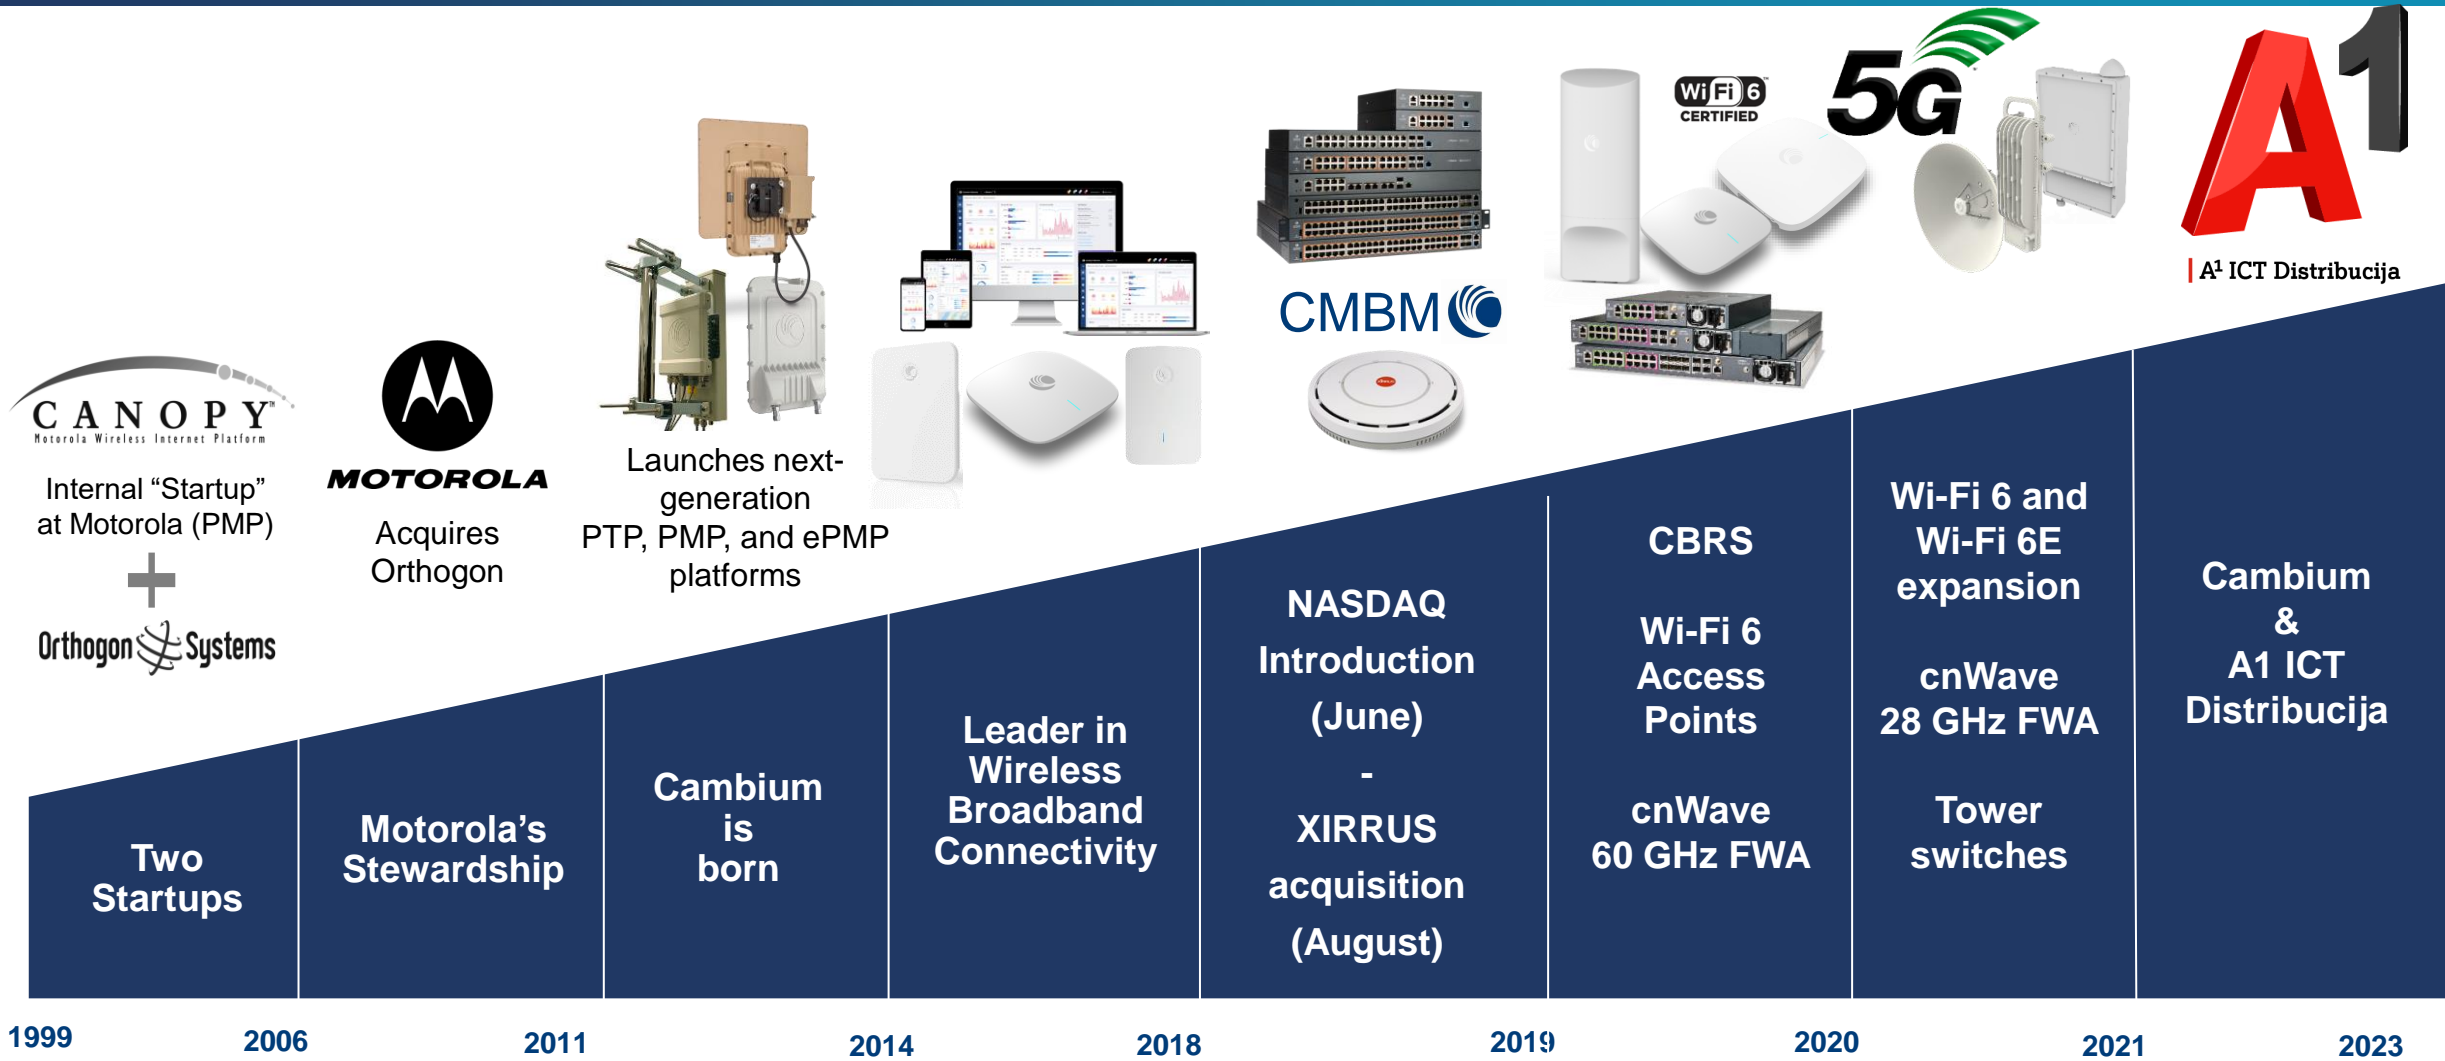 CANOPY™
Motorola Wireless Internet Platform
Internal “Startup”
at Motorola (PMP)
Orthogon Systems
MOTOROLA
Acquires
Orthogon
Launches next-
generation
PTP, PMP, and ePMP
platforms
CMBM
Wi Fi 6
CERTIFIED
5G
A1
A1 ICT Distribucija
Two
Startups
Motorola’s
Stewardship
Cambium
is
born
Leader in
Wireless
Broadband
Connectivity
NASDAQ
Introduction
(June)
-
XIRRUS
acquisition
(August)
CBRS
Wi-Fi 6
Access
Points
cnWave
60 GHz FWA
Wi-Fi 6 and
Wi-Fi 6E
expansion
cnWave
28 GHz FWA
Tower
switches
Cambium
&
A1 ICT
Distribucija
1999
2006
2011
2014
2018
2019
2020
2021
2023